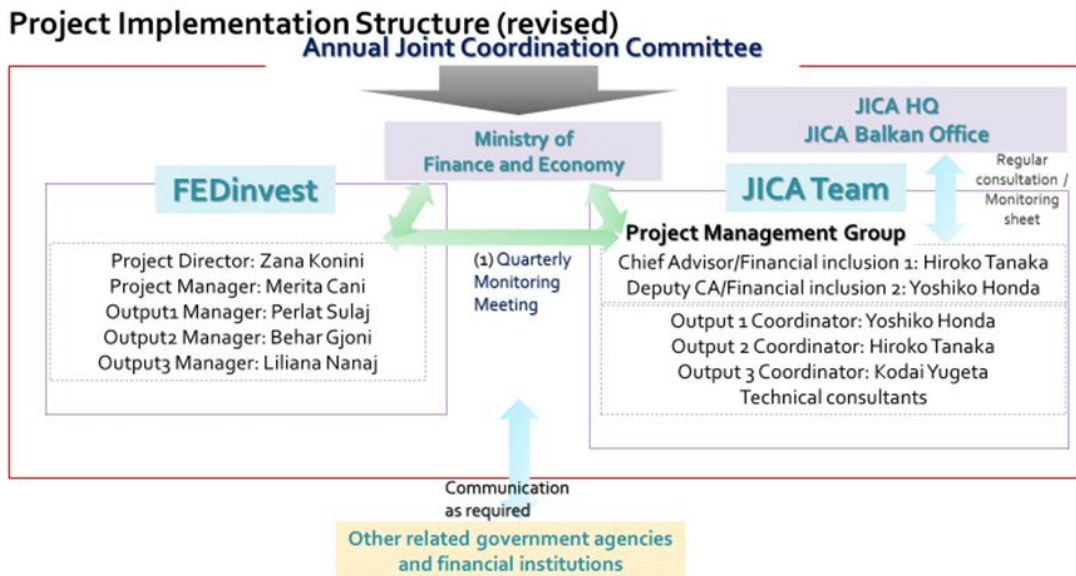 Project Implementation Structure (revised)
Annual Joint Coordination Committee
JICA HQ
JICA Balkan Office
Ministry of
Finance and Economy
Regular
consultation /
Monitoring
sheet
FEDinvest
JICA Team
Project Management Group
Project Director: Zana Konini
Project Manager: Merita Cani
Output1 Manager: Perlat Sulaj
Output2 Manager: Behar Gjoni
Output3 Manager: Liliana Nanaj
(1) Quarterly
Monitoring
Meeting
Chief Advisor/Financial inclusion 1: Hiroko Tanaka
Deputy CA/Financial inclusion 2: Yoshiko Honda
Output 1 Coordinator: Yoshiko Honda
Output 2 Coordinator: Hiroko Tanaka
Output 3 Coordinator: Kodai Yugeta
Technical consultants
Communication
as required
Other related government agencies
and financial institutions